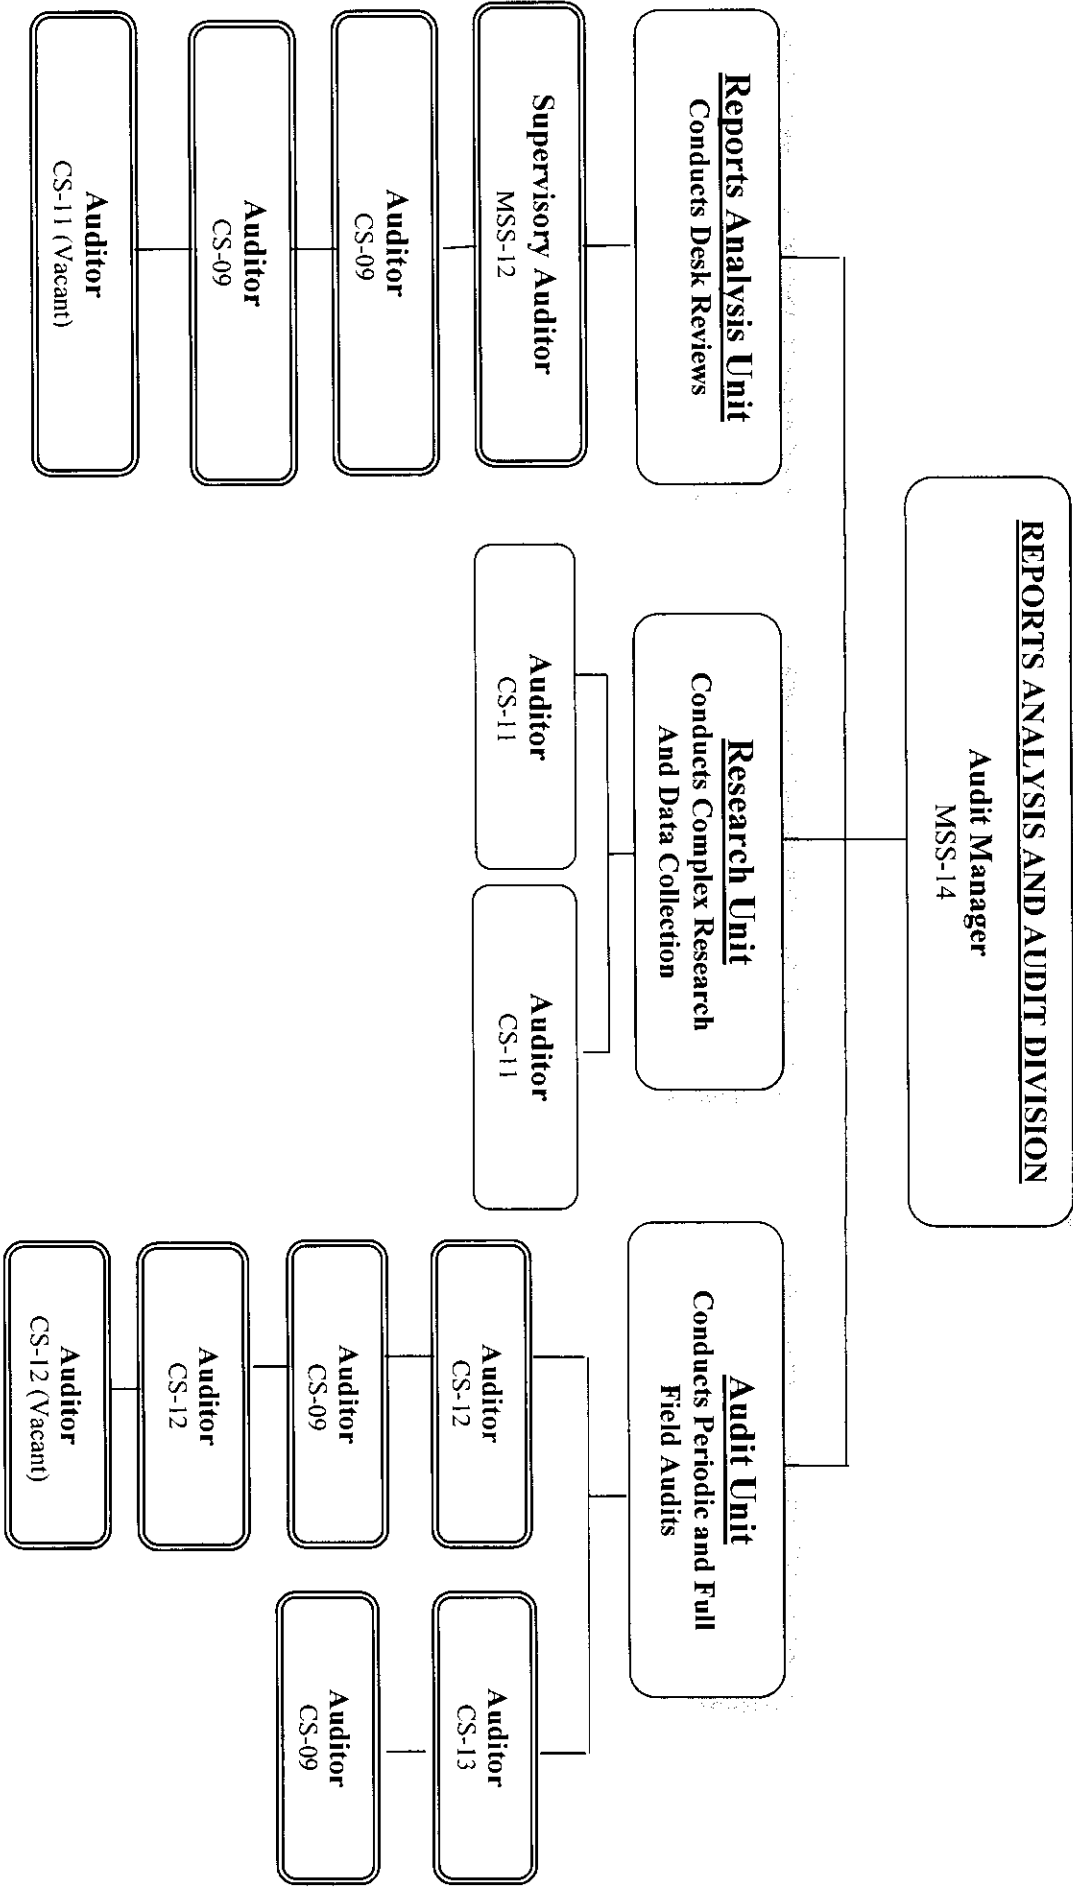 REPORTS ANALYSIS AND AUDIT DIVISION
Audit Manager
MSS-14
Reports Analysis Unit
Conducts Desk Reviews
Supervisory Auditor
MSS-12
Auditor
CS-09
Auditor
CS-09
Auditor
CS-11 (Vacant)
Research Unit
Conducts Complex Research
And Data Collection
Auditor
CS-11
Auditor
CS-11
Audit Unit
Conducts Periodic and Full
Field Audits
Auditor
CS-12
Auditor
CS-09
Auditor
CS-12
Auditor
CS-12 (Vacant)
Auditor
CS-13
Auditor
CS-09